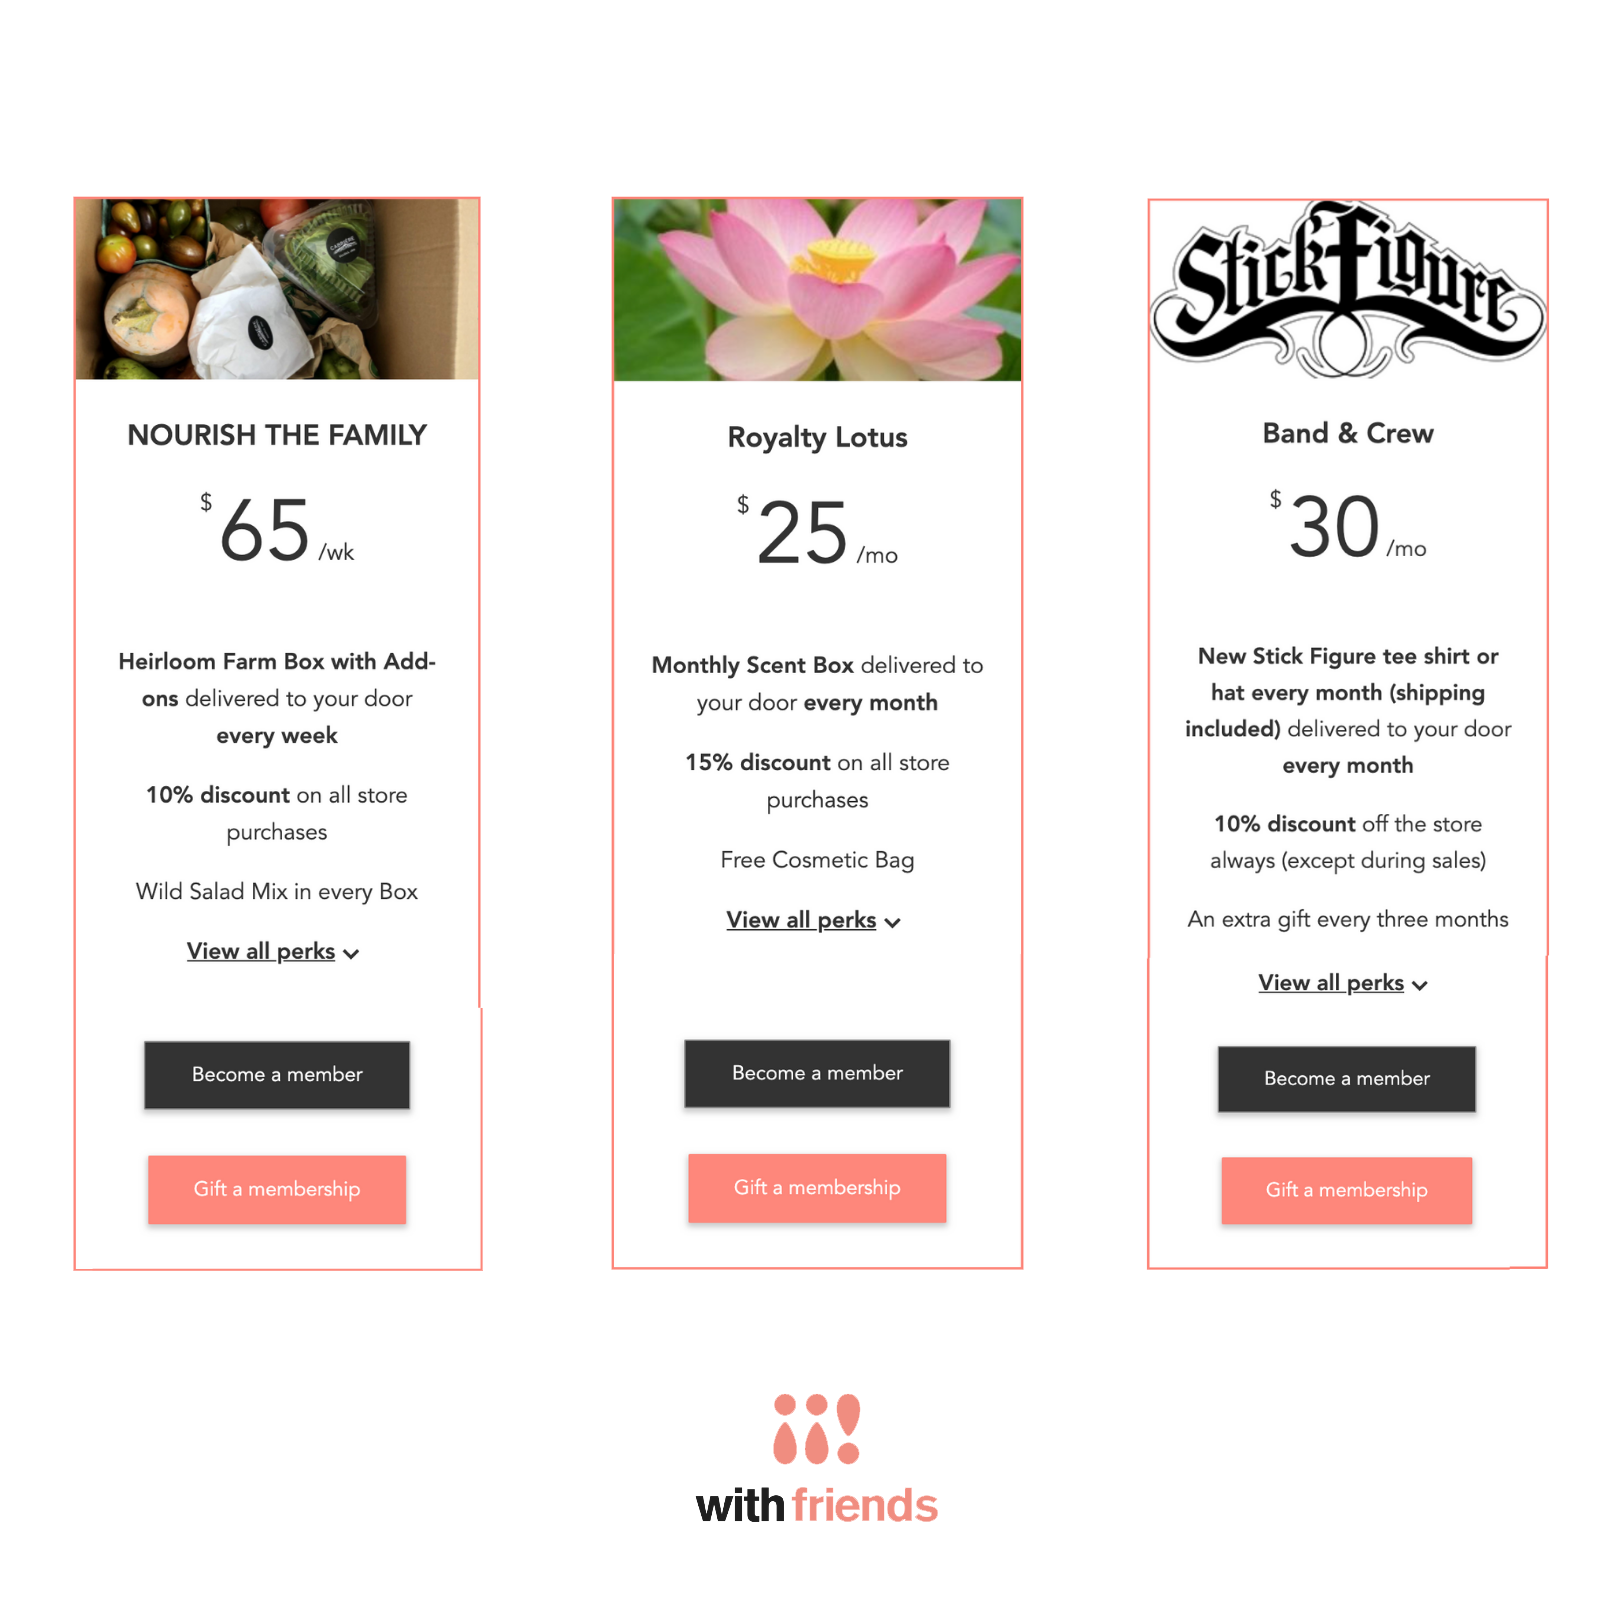 NOURISH THE FAMILY
$65/wk
Heirloom Farm Box with Add-
ons delivered to your door
every week
10% discount on all store
purchases
Wild Salad Mix in every Box
View all perks
Become a member
Gift a membership
Royalty Lotus
$25/mo
Monthly Scent Box delivered to
your door every month
15% discount on all store
purchases
Free Cosmetic Bag
View all perks
Become a member
Gift a membership
Stick Figure
Band & Crew
$30/mo
New Stick Figure tee shirt or
hat every month (shipping
included) delivered to your door
every month
10% discount off the store
always (except during sales)
An extra gift every three months
View all perks
Become a member
Gift a membership
with friends